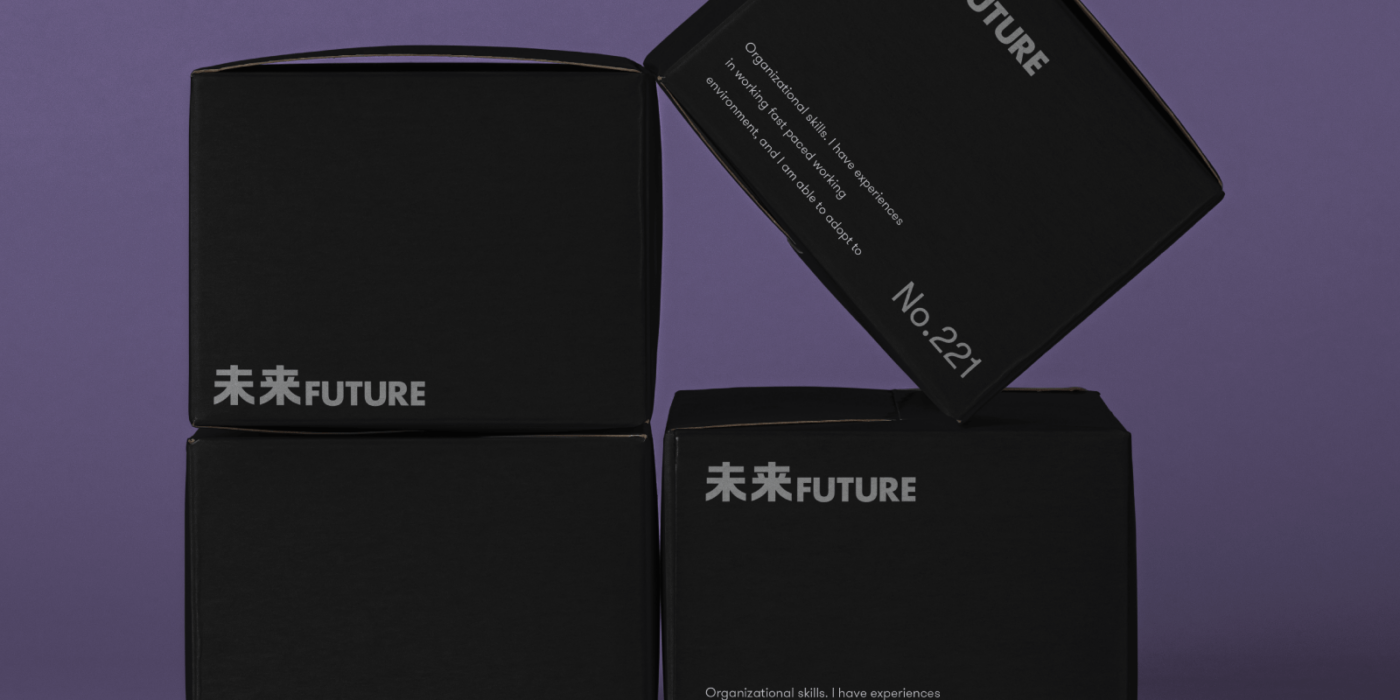 未来FUTURE
Organizational skills. I have experiences
in working fast paced working
environment, and I am able to adopt to
No.221
未来FUTURE
Organizational skills. I have experiences